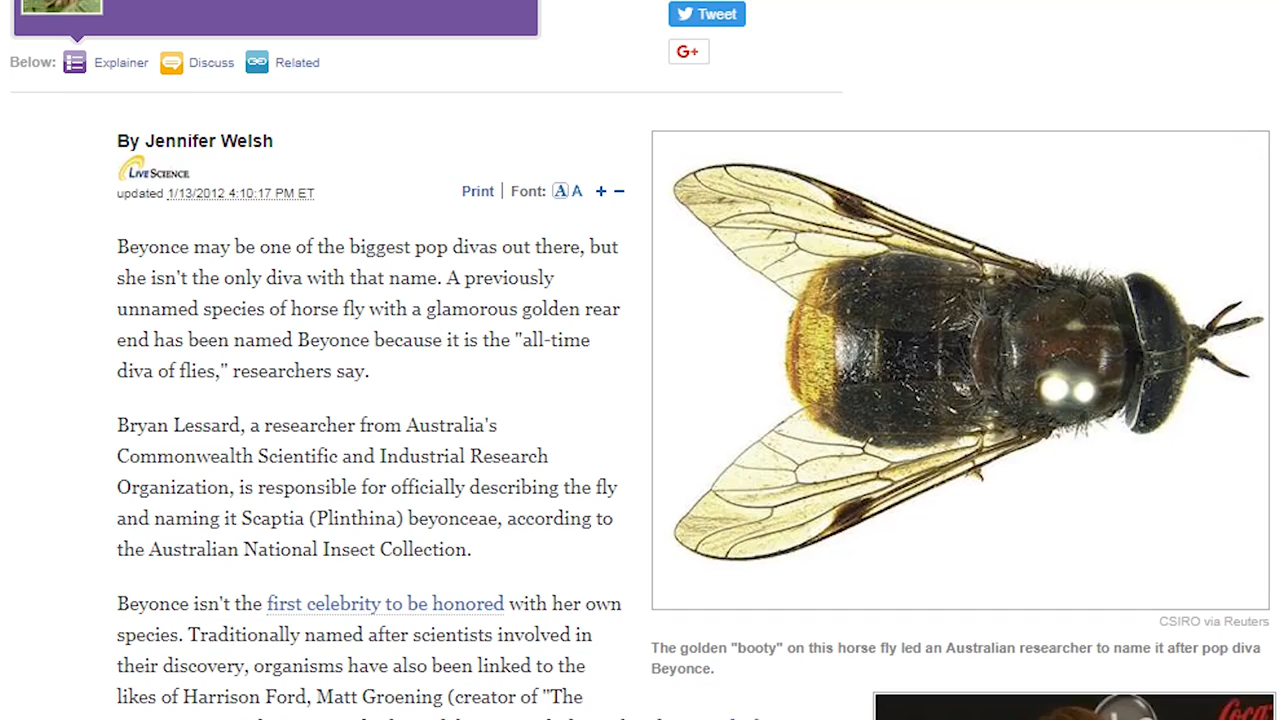 Tweet
G+
Below: Explainer Discuss Related
By Jennifer Welsh
LIVESCIENCE
updated 1/13/2012 4:10:17 PM ET
Print | Font: A A + −
Beyonce may be one of the biggest pop divas out there, but
she isn't the only diva with that name. A previously
unnamed species of horse fly with a glamorous golden rear
end has been named Beyonce because it is the "all-time
diva of flies," researchers say.
Bryan Lessard, a researcher from Australia's
Commonwealth Scientific and Industrial Research
Organization, is responsible for officially describing the fly
and naming it Scaptia (Plinthina) beyonceae, according to
the Australian National Insect Collection.
Beyonce isn't the first celebrity to be honored with her own
species. Traditionally named after scientists involved in
their discovery, organisms have also been linked to the
likes of Harrison Ford, Matt Groening (creator of "The
CSIRO via Reuters
The golden "booty" on this horse fly led an Australian researcher to name it after pop diva
Beyonce.